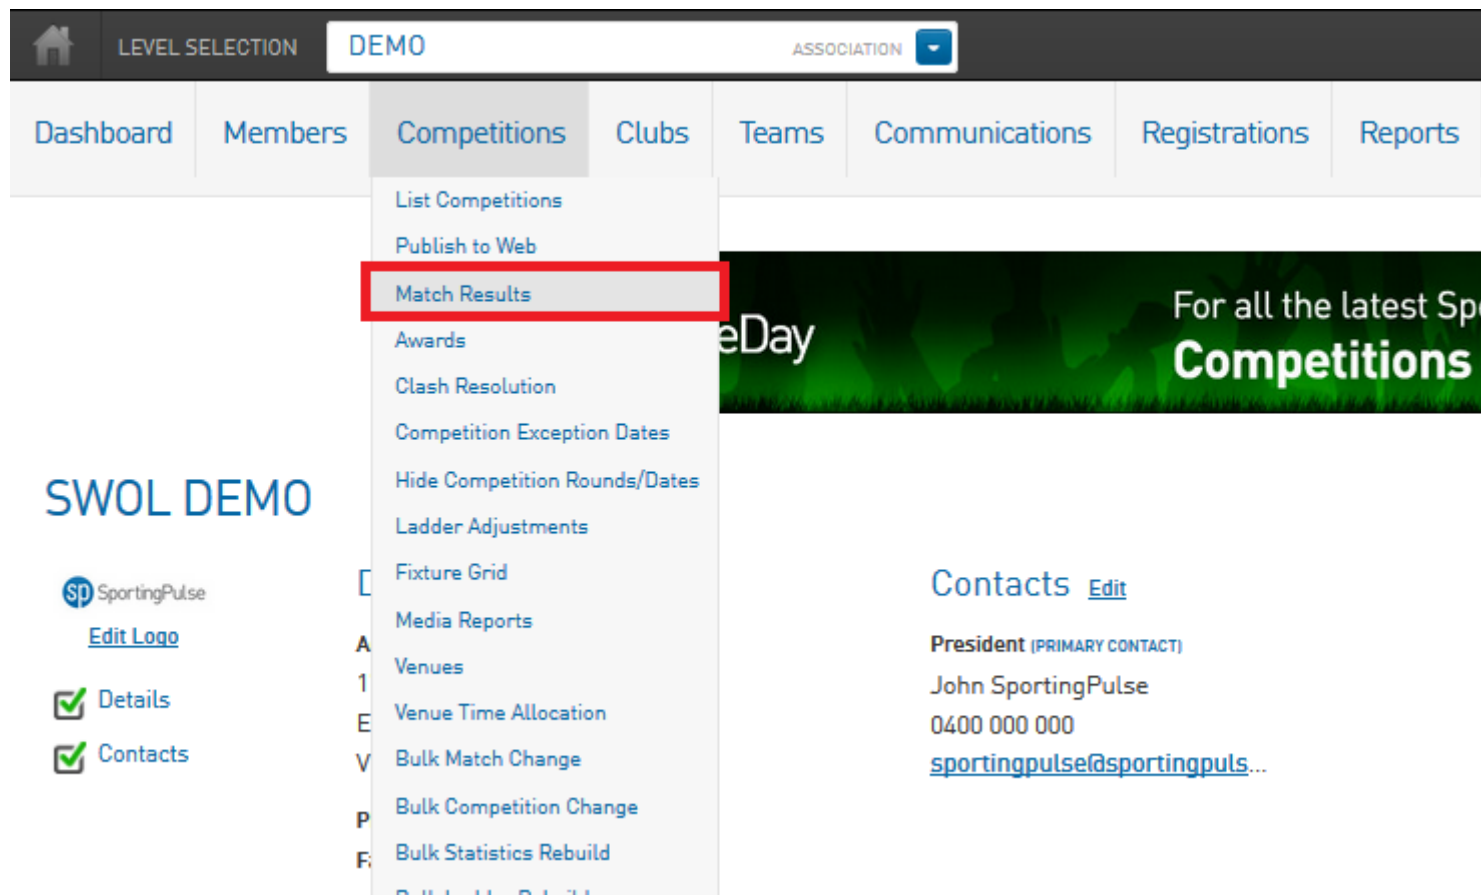 LEVEL SELECTION DEMO ASSOCIATION
Dashboard Members Competitions Clubs Teams Communications Registrations Reports
List Competitions
Publish to Web
Match Results
Awards
Clash Resolution
Competition Exception Dates
Hide Competition Rounds/Dates
Ladder Adjustments
Fixture Grid
Media Reports
Venues
Venue Time Allocation
Bulk Match Change
Bulk Competition Change
Bulk Statistics Rebuild
eDay
For all the latest Sp
Competitions
SWOL DEMO
sp SportingPulse
Edit Logo
Details
Contacts
A
1
E
V
P
Contacts Edit
President (PRIMARY CONTACT)
John SportingPulse
0400 000 000
sportingpulse@sportingpuls...